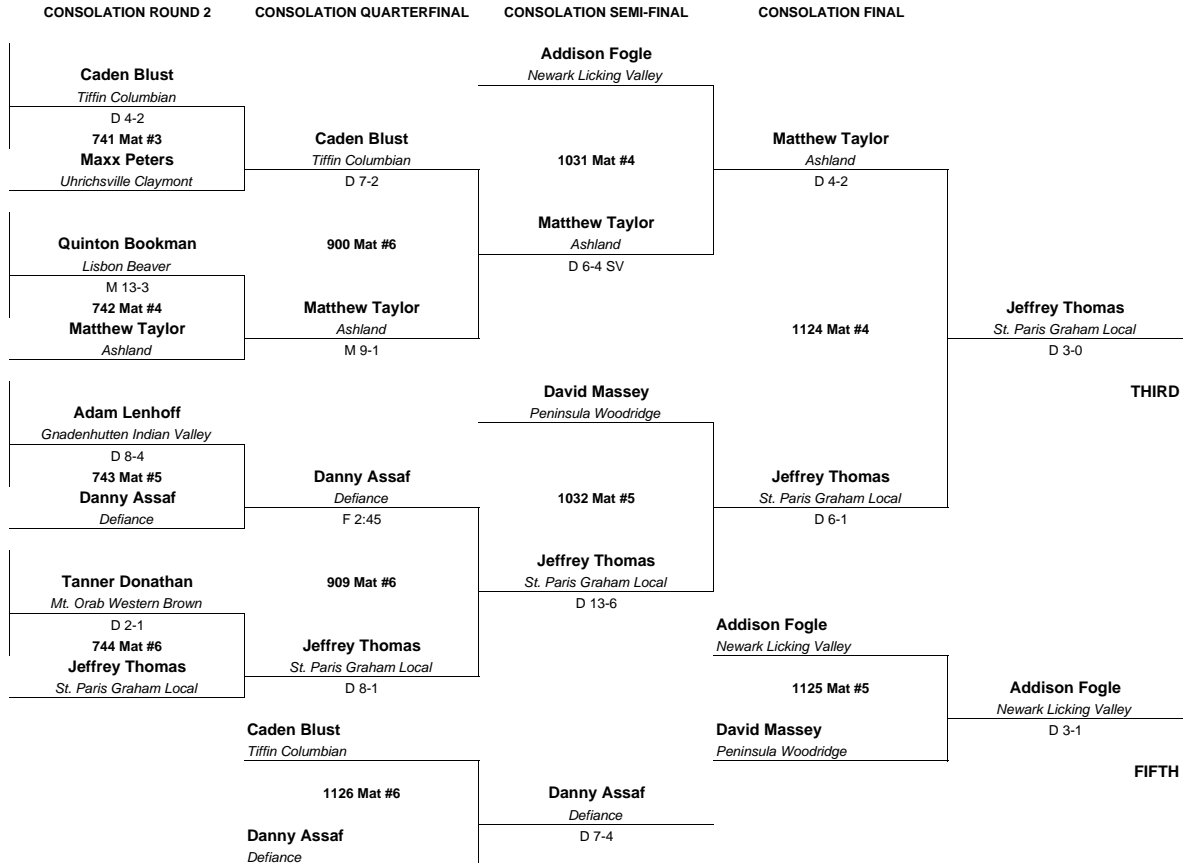 CONSOLATION ROUND 2
CONSOLATION QUARTERFINAL
CONSOLATION SEMI-FINAL
CONSOLATION FINAL
Caden Blust
Tiffin Columbian
D 4-2
741 Mat #3
Maxx Peters
Uhrichsville Claymont
Quinton Bookman
Lisbon Beaver
M 13-3
742 Mat #4
Matthew Taylor
Ashland
Adam Lenhoff
Gnadenhutten Indian Valley
D 8-4
743 Mat #5
Danny Assaf
Defiance
Tanner Donathan
Mt. Orab Western Brown
D 2-1
744 Mat #6
Jeffrey Thomas
St. Paris Graham Local
Caden Blust
Tiffin Columbian
D 7-2
900 Mat #6
Matthew Taylor
Ashland
M 9-1
Danny Assaf
Defiance
F 2:45
909 Mat #6
Jeffrey Thomas
St. Paris Graham Local
D 8-1
Caden Blust
Tiffin Columbian
1126 Mat #6
Danny Assaf
Defiance
Addison Fogle
Newark Licking Valley
1031 Mat #4
Matthew Taylor
Ashland
D 6-4 SV
David Massey
Peninsula Woodridge
1032 Mat #5
Jeffrey Thomas
St. Paris Graham Local
D 13-6
Danny Assaf
Defiance
D 7-4
Matthew Taylor
Ashland
D 4-2
1124 Mat #4
Jeffrey Thomas
St. Paris Graham Local
D 6-1
Addison Fogle
Newark Licking Valley
1125 Mat #5
David Massey
Peninsula Woodridge
Jeffrey Thomas
St. Paris Graham Local
D 3-0
THIRD
Addison Fogle
Newark Licking Valley
D 3-1
FIFTH